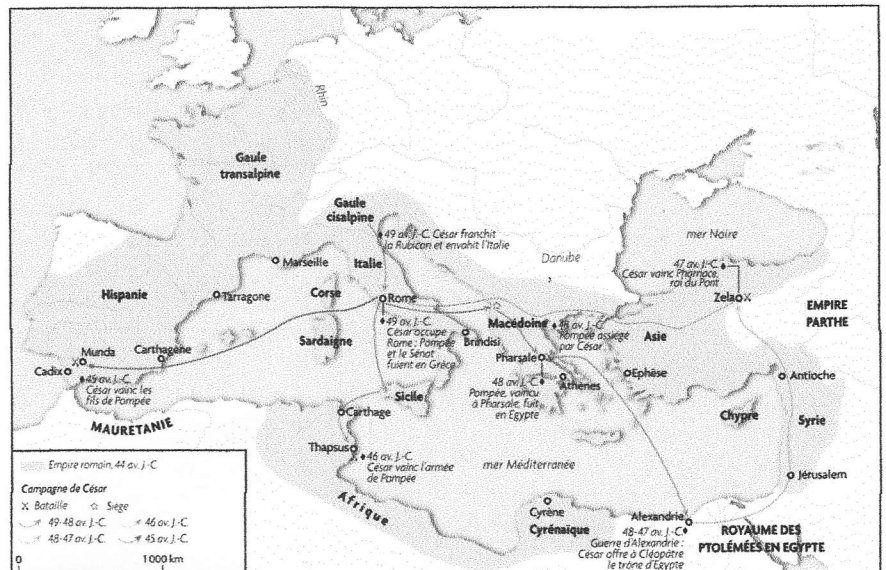 Rhin
Gaule
transalpine
Gaule
cisalpine
49 av. J.-C. César franchit
la Rubicon et envahit l'Italie
mer Noire
Danube
47 av. J.-C.
César vainc Pharnace,
roi du Pont
Marseille
Italie
Hispanie
Tarragone
Corse
Rome
Zela
EMPIRE
PARTHE
49 av. J.-C.
César occupe
Rome : Pompée
et le Sénat
fuient en Grèce
Macédoine
48 av. J.-C.
Pompée assiégé
par César
Asie
Sardaigne
Brindisi
Munda
Carthagène
Pharsale
Cadix
45 av. J.-C.
César vainc les
fils de Pompée
Athènes
Ephèse
Antioche
48 av. J.-C.
Pompée, vaincu
à Pharsale, fuit
en Egypte
Sicile
Carthage
Chypre
Syrie
MAURETANIE
Thapsus
46 av. J.-C.
César vainc l'armée
de Pompée
mer Méditerranée
Jérusalem
Afrique
Cyrène
Cyrénaïque
Alexandrie
48-47 av. J.-C.
Guerre d'Alexandrie :
César offre à Cléopâtre
le trône d'Egypte
ROYAUME DES
PTOLÉMÉES EN EGYPTE
Empire romain, 44 av. J.-C.
Campagne de César
Bataille Siège
49-48 av. J.-C. 46 av. J.-C.
48-47 av. J.-C. 45 av. J.-C.
0 1000 km